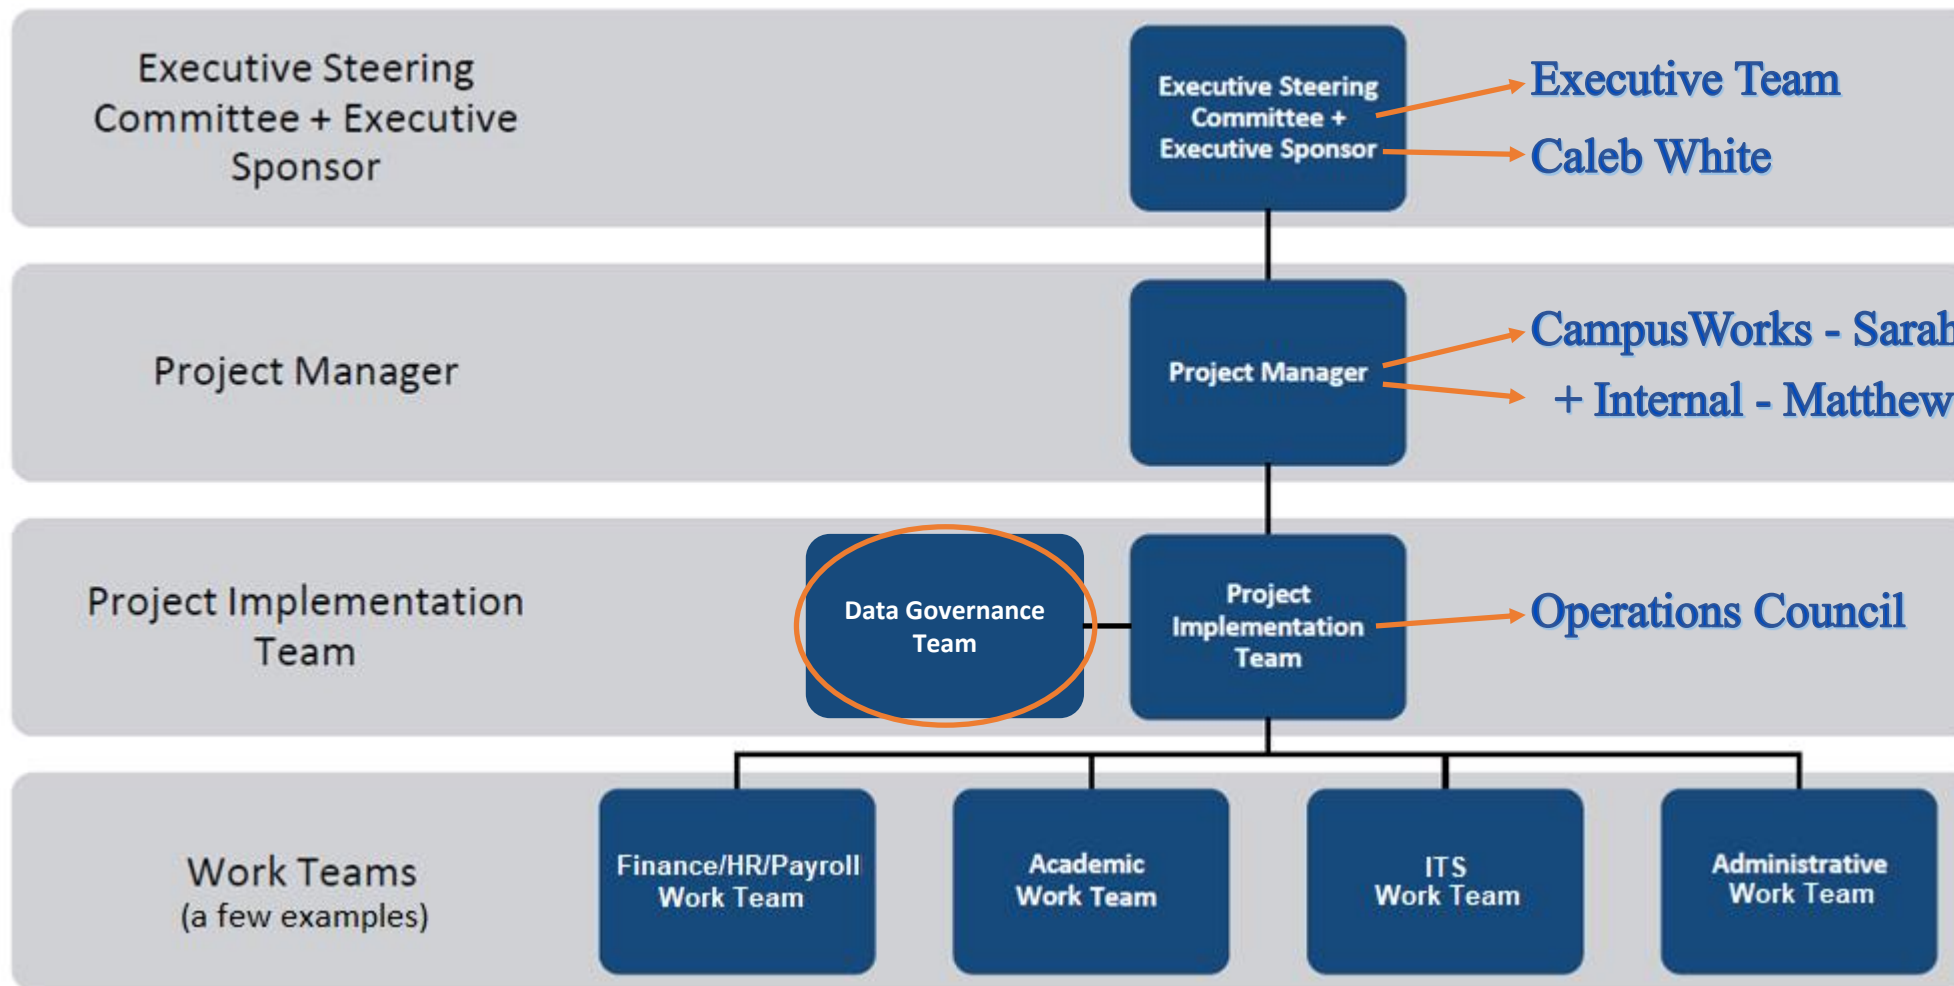 Executive Steering
Committee + Executive
Sponsor
Executive Steering
Committee +
Executive Sponsor
Executive Team
Caleb White
Project Manager
Project Manager
CampusWorks - Sarah
+ Internal - Matthew
Project Implementation
Team
Data Governance
Team
Project
Implementation
Team
Operations Council
Work Teams
(a few examples)
Finance/HR/Payroll
Work Team
Academic
Work Team
ITS
Work Team
Administrative
Work Team